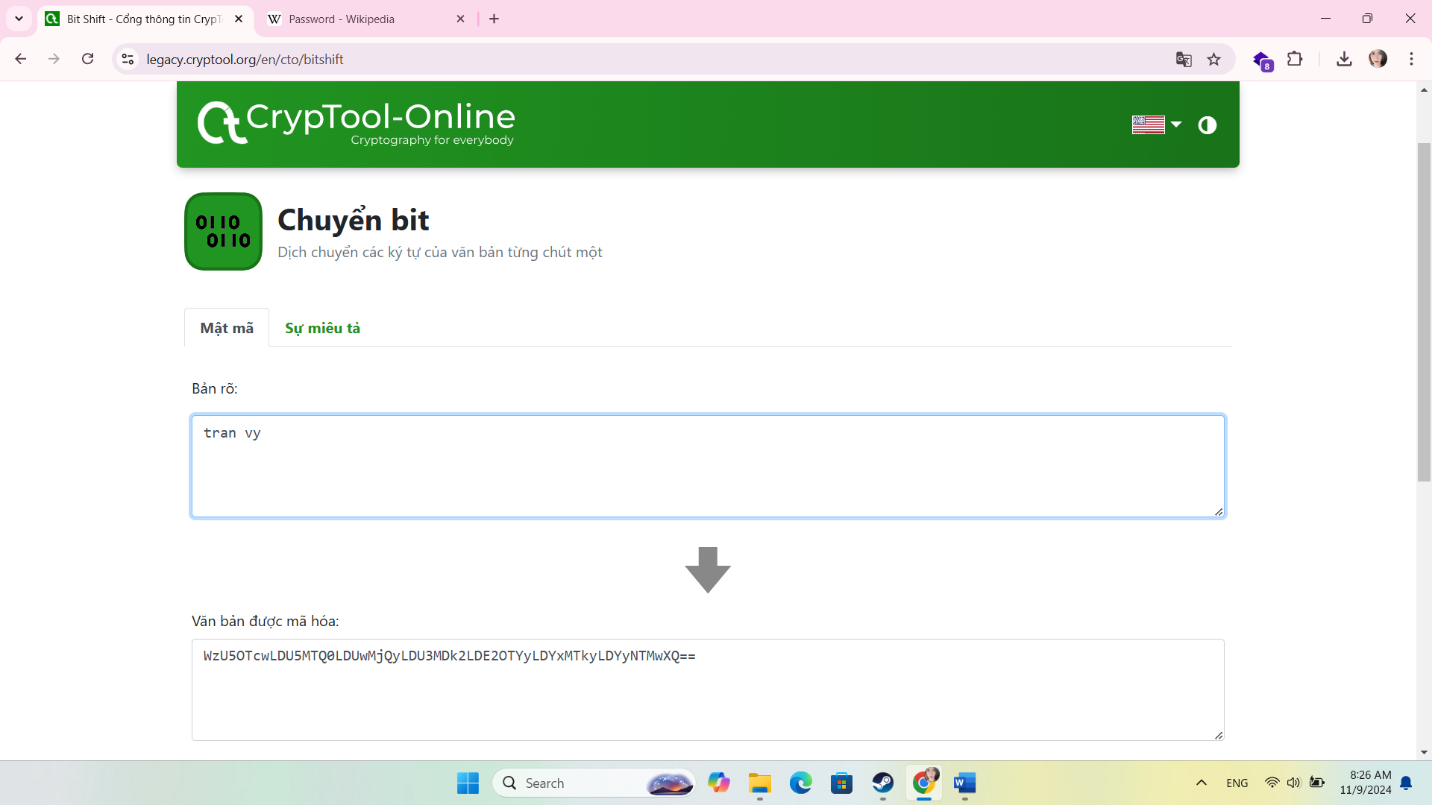 Bit Shift - Cổng thông tin CrypT
Password - Wikipedia
legacy.cryptool.org/en/cto/bitshift
8
CrypTool-Online
Cryptography for everybody
0110
0110
Chuyển bit
Dịch chuyển các ký tự của văn bản từng chút một
Mật mã
Sự miêu tả
Bản rõ:
tran vy
Văn bản được mã hóa:
WzU5OTcwLDU5MTQ0LDUwMjQyLDU3MDk2LDE2OTYyLDYxMTkyLDYyNTMwXQ==
Search
ENG
8:26 AM
11/9/2024